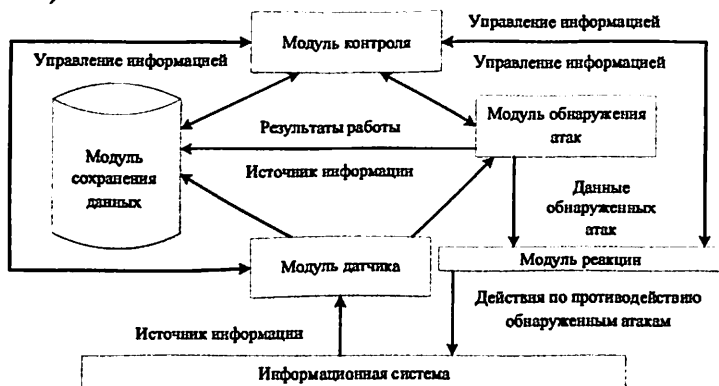 Управление информацией
Модуль контроля
Управление информацией
Управление информацией
Модуль обнаружения
атак
Результаты работы
Модуль
сохранения
данных
Источник информации
Данные
обнаруженных
атак
Модуль датчика
Модуль реакции
Источник информации
Действия по противодействию
обнаруженным атакам
Информационная система